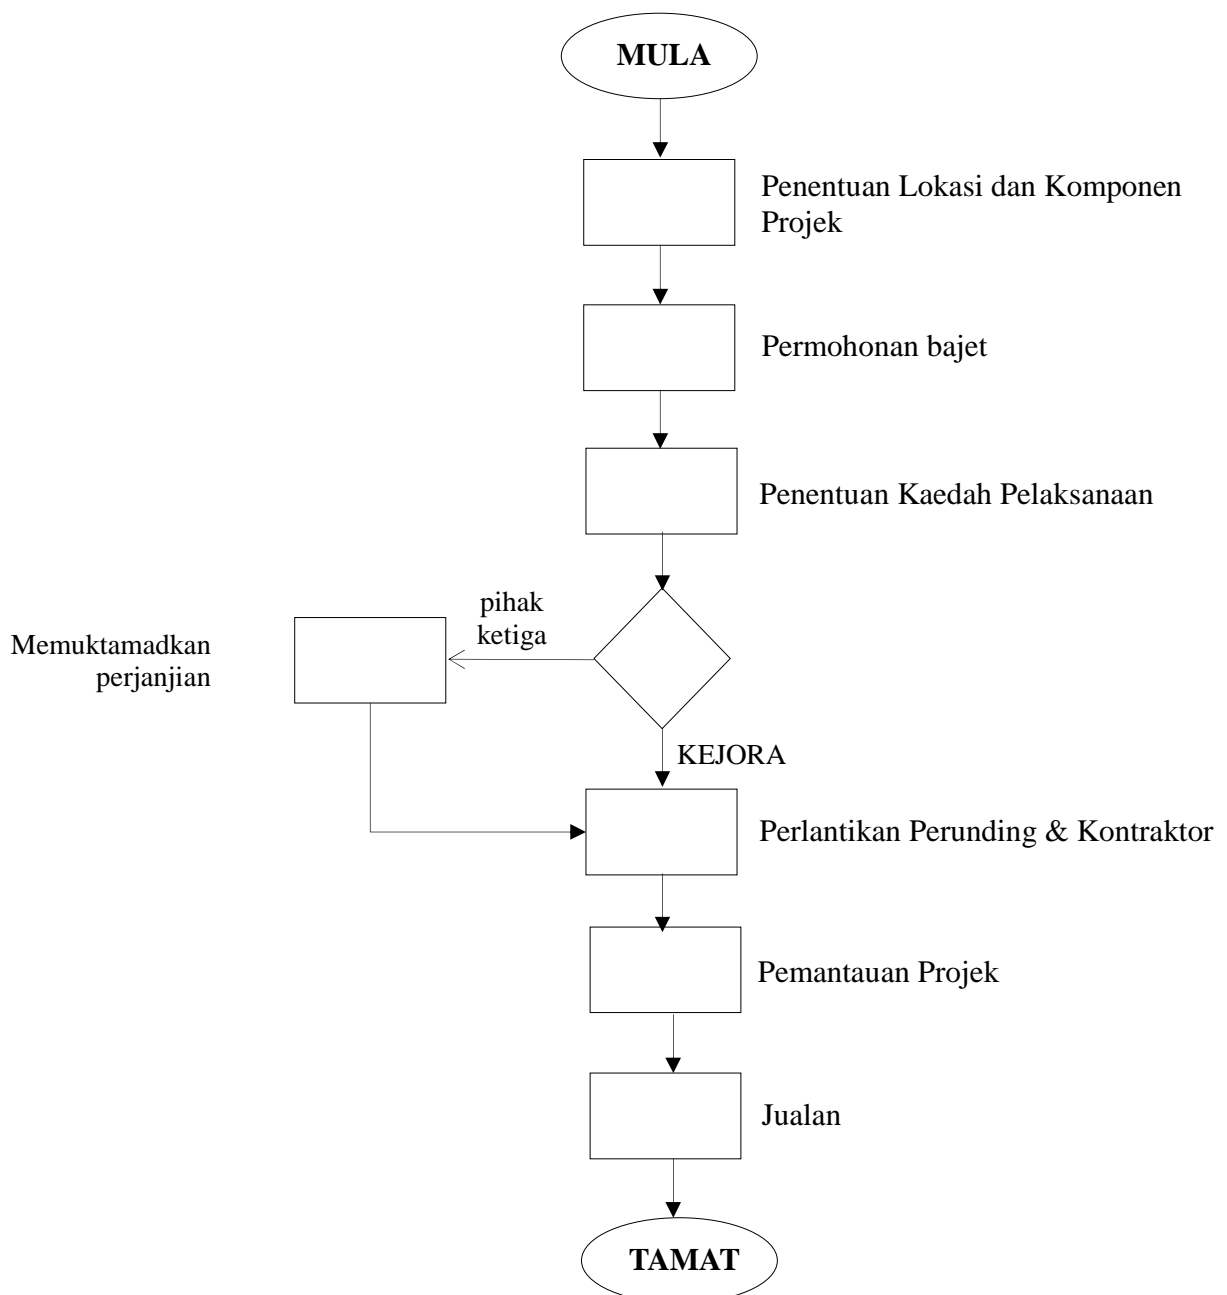 MULA
Penentuan Lokasi dan Komponen
Projek
Permohonan bajet
Penentuan Kaedah Pelaksanaan
pihak
ketiga
Memuktamadkan
perjanjian
KEJORA
Perlantikan Perunding & Kontraktor
Pemantauan Projek
Jualan
TAMAT